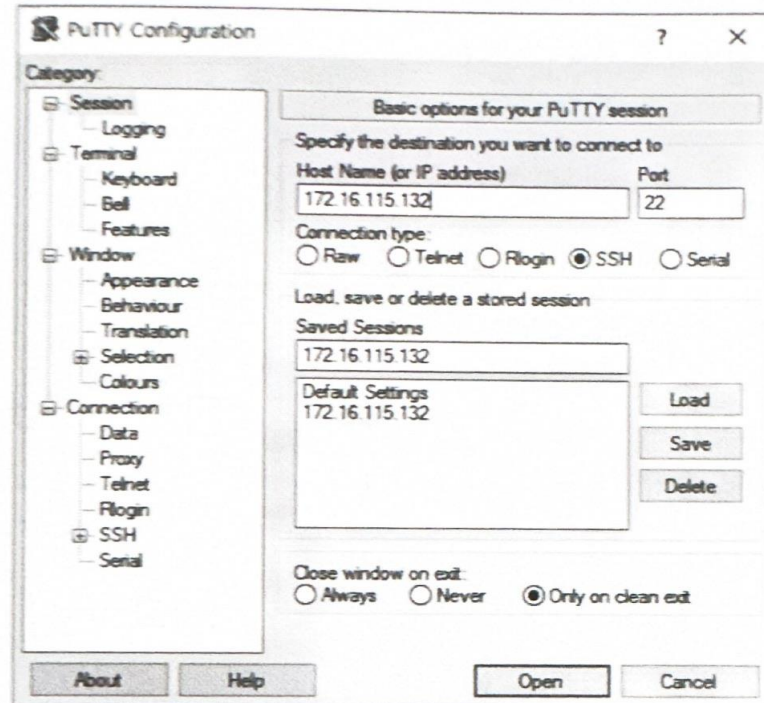 PuTTY Configuration
? ×
Category:
Session
Logging
Terminal
Keyboard
Bell
Features
Window
Appearance
Behaviour
Translation
Selection
Colours
Connection
Data
Proxy
Telnet
Rlogin
SSH
Serial
Basic options for your PuTTY session
Specify the destination you want to connect to
Host Name (or IP address) Port
172.16.115.132 22
Connection type:
Raw Telnet Rlogin SSH Serial
Load, save or delete a stored session
Saved Sessions
172.16.115.132
Default Settings
172.16.115.132
Load
Save
Delete
Close window on exit:
Always Never Only on clean exit
About Help Open Cancel